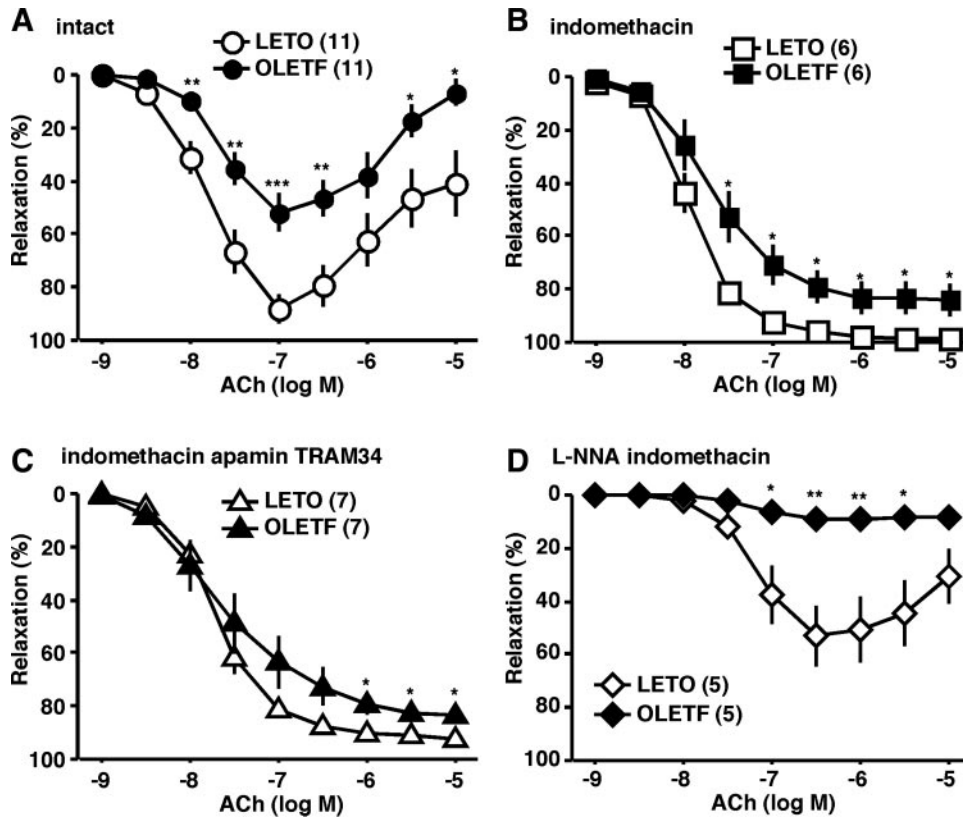 A intact
LETO (11)
OLETF (11)
Relaxation (%)
0
20
40
60
80
100
** ** *** ** * *
-9 -8 -7 -6 -5
ACh (log M)
B indomethacin
LETO (6)
OLETF (6)
Relaxation (%)
0
20
40
60
80
100
* * * * * *
-9 -8 -7 -6 -5
ACh (log M)
C indomethacin apamin TRAM34
LETO (7)
OLETF (7)
Relaxation (%)
0
20
40
60
80
100
* * *
-9 -8 -7 -6 -5
ACh (log M)
D L-NNA indomethacin
* ** ** *
Relaxation (%)
0
20
40
60
80
100
LETO (5)
OLETF (5)
-9 -8 -7 -6 -5
ACh (log M)